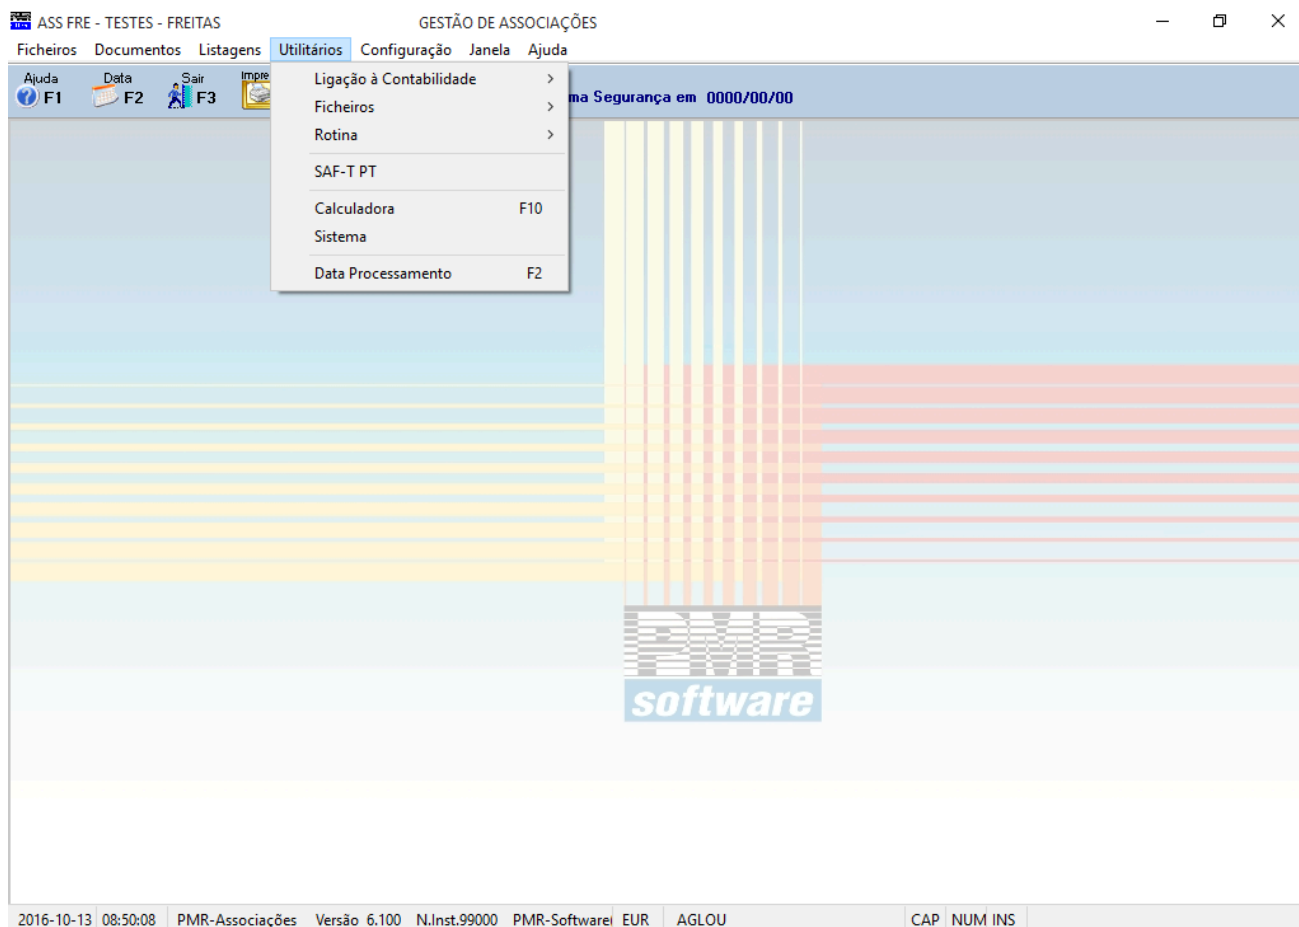 ASS FRE - TESTES - FREITAS GESTÃO DE ASSOCIAÇÕES
Ficheiros Documentos Listagens Utilitários Configuração Janela Ajuda
Ajuda F1 Data F2 Sair F3 Impre
ma Segurança em 0000/00/00
Ligação à Contabilidade
Ficheiros
Rotina
SAF-T PT
Calculadora F10
Sistema
Data Processamento F2
PMR
software
2016-10-13 08:50:08 PMR-Associações Versão 6.100 N.Inst.99000 PMR-Software( EUR AGLOU CAP NUM INS